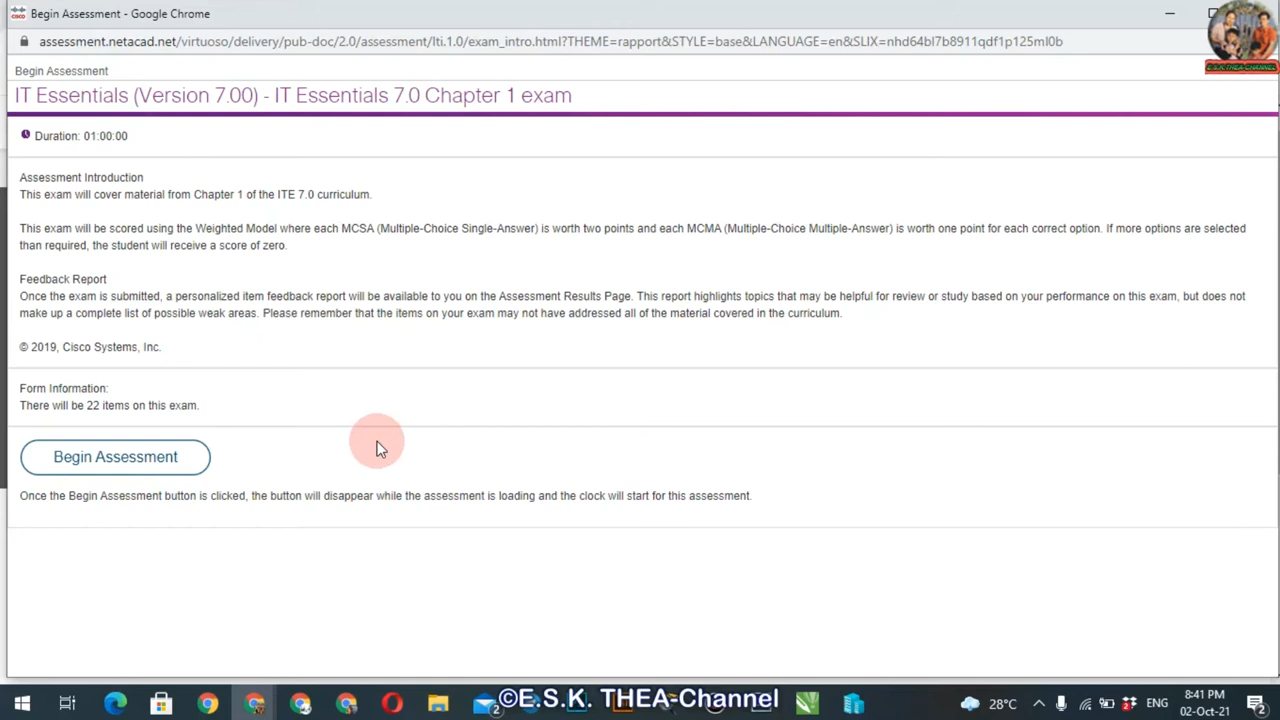 CISCO Begin Assessment - Google Chrome
assessment.netacad.net/virtuoso/delivery/pub-doc/2.0/assessment/lti.1.0/exam_intro.html?THEME=rapport&STYLE=base&LANGUAGE=en&SLIX=nhd64bl7b8911qdf1p125ml0b
E.S.K.THEA-CHANNEL
Begin Assessment
IT Essentials (Version 7.00) - IT Essentials 7.0 Chapter 1 exam
Duration: 01:00:00
Assessment Introduction
This exam will cover material from Chapter 1 of the ITE 7.0 curriculum.
This exam will be scored using the Weighted Model where each MCSA (Multiple-Choice Single-Answer) is worth two points and each MCMA (Multiple-Choice Multiple-Answer) is worth one point for each correct option. If more options are selected
than required, the student will receive a score of zero.
Feedback Report
Once the exam is submitted, a personalized item feedback report will be available to you on the Assessment Results Page. This report highlights topics that may be helpful for review or study based on your performance on this exam, but does not
make up a complete list of possible weak areas. Please remember that the items on your exam may not have addressed all of the material covered in the curriculum.
© 2019, Cisco Systems, Inc.
Form Information:
There will be 22 items on this exam.
Begin Assessment
Once the Begin Assessment button is clicked, the button will disappear while the assessment is loading and the clock will start for this assessment.
2
©E.S.K. THEA-Channel
28°C
ENG
8:41 PM
02-Oct-21
2